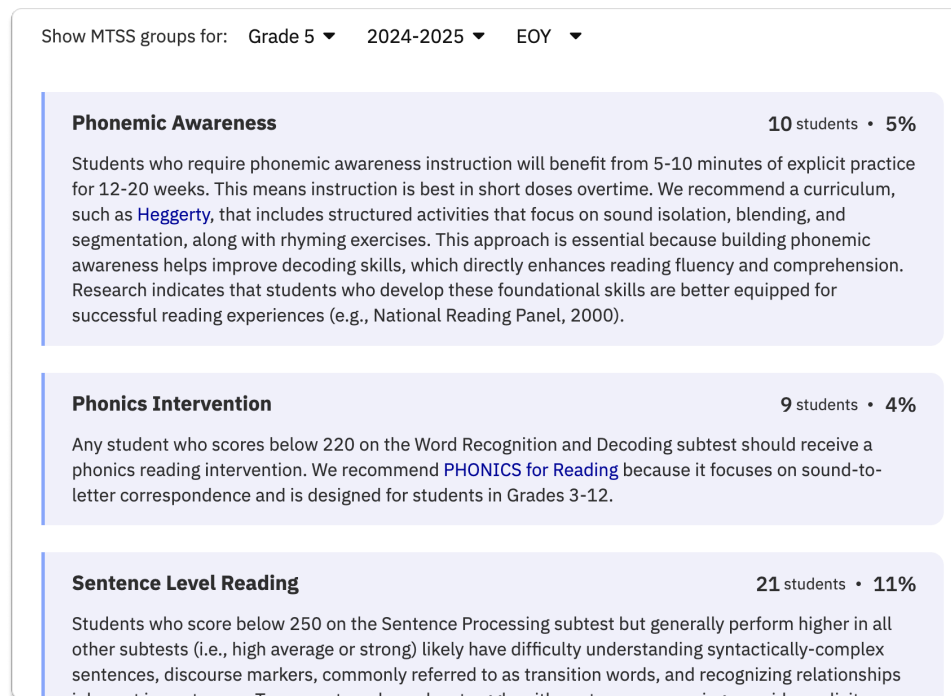 Show MTSS groups for: Grade 5 2024-2025 EOY
Phonemic Awareness 10 students • 5%
Students who require phonemic awareness instruction will benefit from 5-10 minutes of explicit practice
for 12-20 weeks. This means instruction is best in short doses overtime. We recommend a curriculum,
such as Heggerty, that includes structured activities that focus on sound isolation, blending, and
segmentation, along with rhyming exercises. This approach is essential because building phonemic
awareness helps improve decoding skills, which directly enhances reading fluency and comprehension.
Research indicates that students who develop these foundational skills are better equipped for
successful reading experiences (e.g., National Reading Panel, 2000).
Phonics Intervention 9 students • 4%
Any student who scores below 220 on the Word Recognition and Decoding subtest should receive a
phonics reading intervention. We recommend PHONICS for Reading because it focuses on sound-to-
letter correspondence and is designed for students in Grades 3-12.
Sentence Level Reading 21 students • 11%
Students who score below 250 on the Sentence Processing subtest but generally perform higher in all
other subtests (i.e., high average or strong) likely have difficulty understanding syntactically-complex
sentences, discourse markers, commonly referred to as transition words, and recognizing relationships